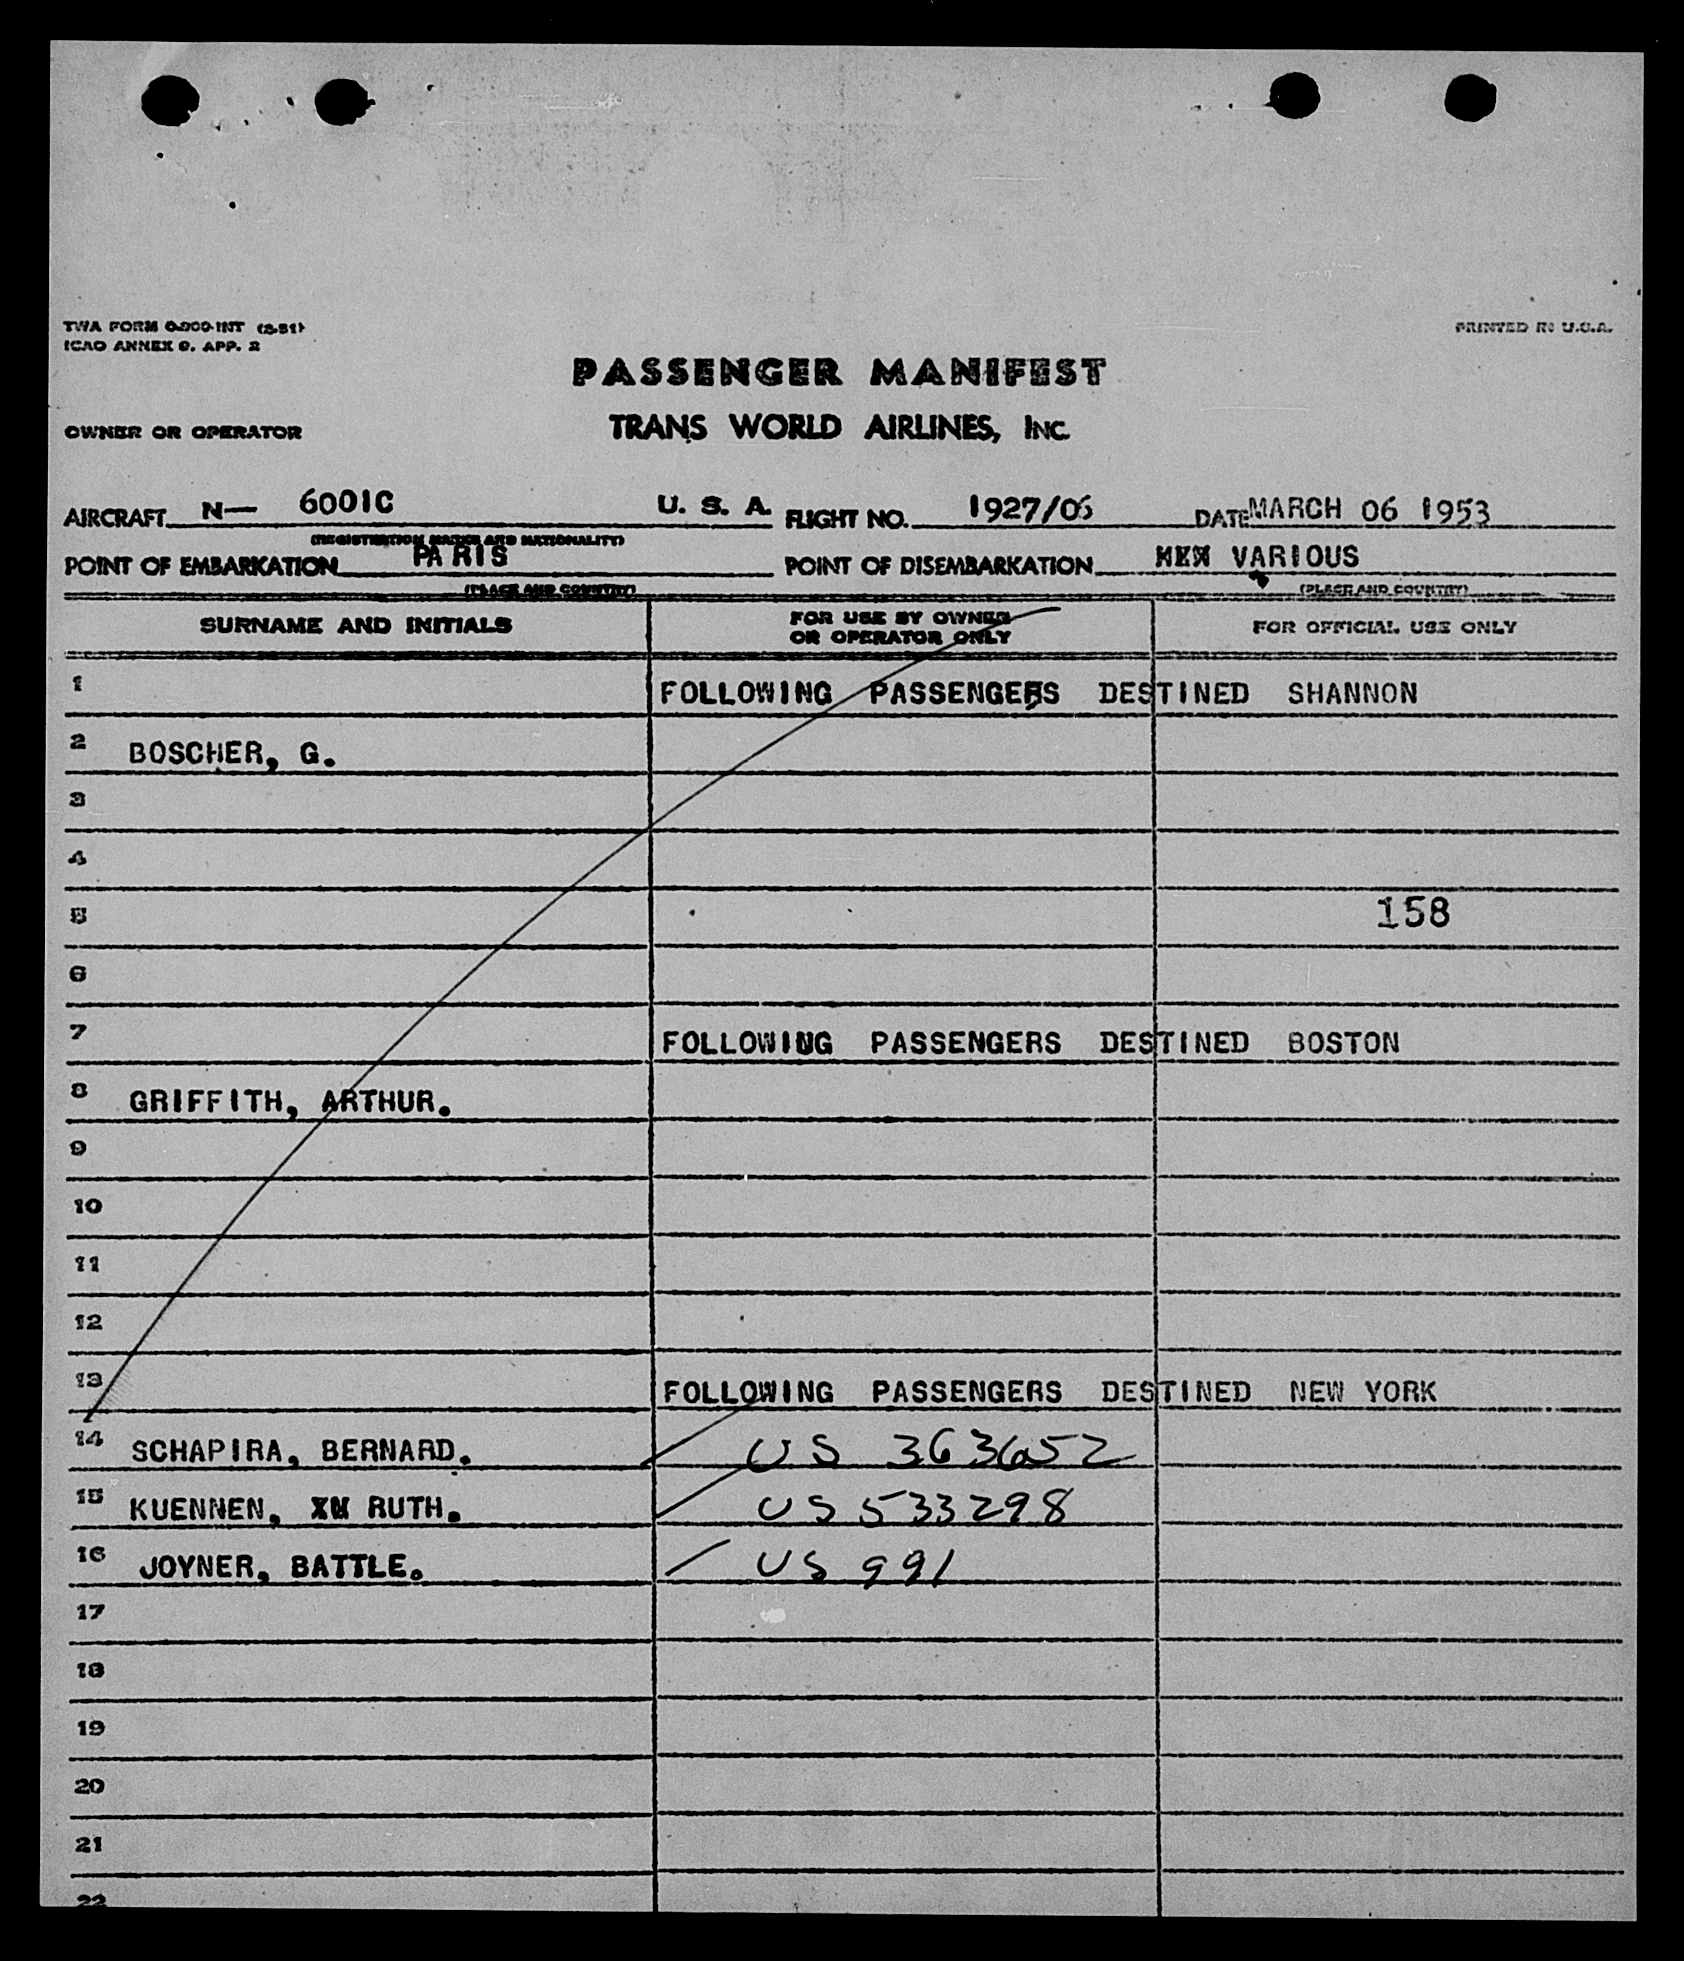 TWA FORM 0-900-INT (3-51)
ICAO ANNEX 9, APP. 2
PRINTED IN U.S.A.
PASSENGER MANIFEST
OWNER OR OPERATOR TRANS WORLD AIRLINES, INC.
AIRCRAFT N— 6001C U. S. A. FLIGHT NO. 1927/06 DATE MARCH 06 1953
(REGISTRATION MARKS AND NATIONALITY)
POINT OF EMBARKATION PARIS POINT OF DISEMBARKATION VARIOUS
(PLACE AND COUNTRY) (PLACE AND COUNTRY)
SURNAME AND INITIALS FOR USE BY OWNER OR OPERATOR ONLY FOR OFFICIAL USE ONLY
1 FOLLOWING PASSENGERS DESTINED SHANNON
2 BOSCHER, G.
3
4
5 158
6
7 FOLLOWING PASSENGERS DESTINED BOSTON
8 GRIFFITH, ARTHUR.
9
10
11
12
13 FOLLOWING PASSENGERS DESTINED NEW YORK
14 SCHAPIRA, BERNARD. US 363652
15 KUENNEN, RUTH. US 533298
16 JOYNER, BATTLE. US 991
17
18
19
20
21
22